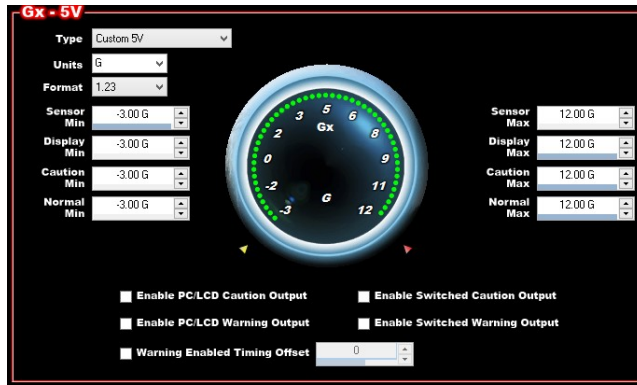 Gx - 5V
Type Custom 5V
Units G
Format 1.23
Sensor Min -3.00 G
Display Min -3.00 G
Caution Min -3.00 G
Normal Min -3.00 G
-3 -2 0 2 3 5 6 8 9 11 12
Gx
G
Sensor Max 12.00 G
Display Max 12.00 G
Caution Max 12.00 G
Normal Max 12.00 G
Enable PC/LCD Caution Output
Enable Switched Caution Output
Enable PC/LCD Warning Output
Enable Switched Warning Output
Warning Enabled Timing Offset 0